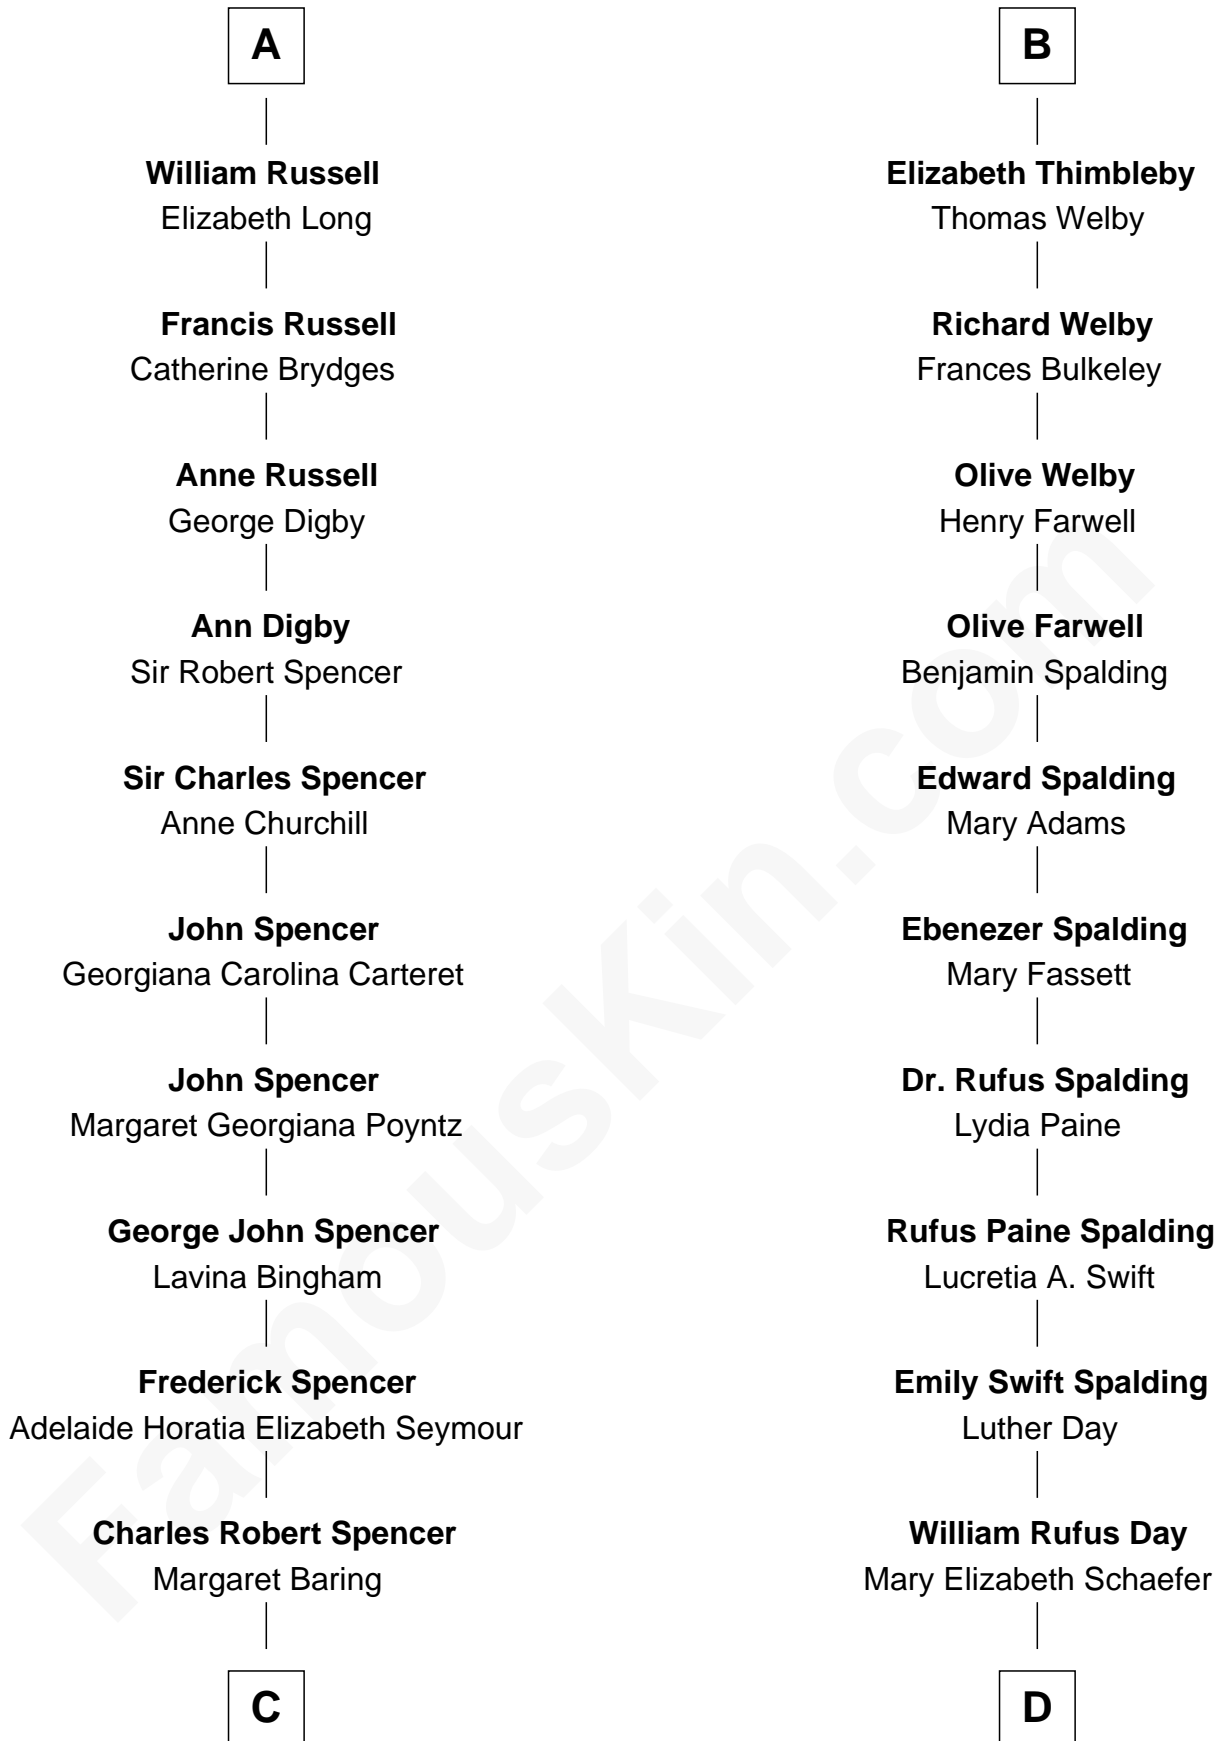 A
William Russell
Elizabeth Long
Francis Russell
Catherine Brydges
Anne Russell
George Digby
Ann Digby
Sir Robert Spencer
Sir Charles Spencer
Anne Churchill
John Spencer
Georgiana Carolina Carteret
John Spencer
Margaret Georgiana Poyntz
George John Spencer
Lavina Bingham
Frederick Spencer
Adelaide Horatia Elizabeth Seymour
Charles Robert Spencer
Margaret Baring
C
B
Elizabeth Thimbleby
Thomas Welby
Richard Welby
Frances Bulkeley
Olive Welby
Henry Farwell
Olive Farwell
Benjamin Spalding
Edward Spalding
Mary Adams
Ebenezer Spalding
Mary Fassett
Dr. Rufus Spalding
Lydia Paine
Rufus Paine Spalding
Lucretia A. Swift
Emily Swift Spalding
Luther Day
William Rufus Day
Mary Elizabeth Schaefer
D
FamousKin.com